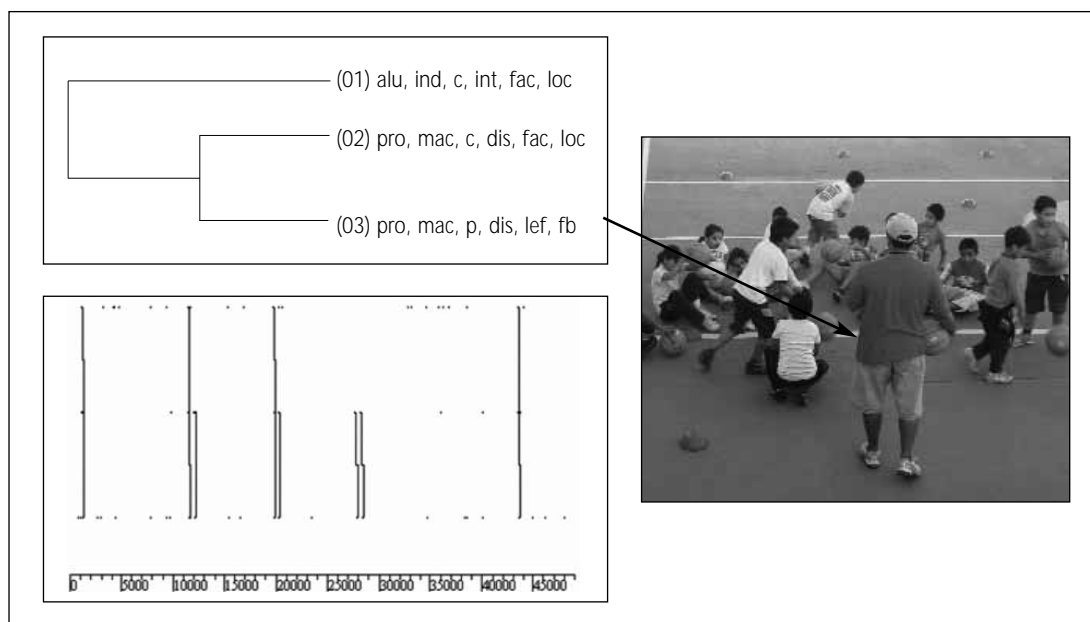 (01) alu, ind, c, int, fac, loc
(02) pro, mac, c, dis, fac, loc
(03) pro, mac, p, dis, lef, fb
0 5000 10000 15000 20000 25000 30000 35000 40000 45000